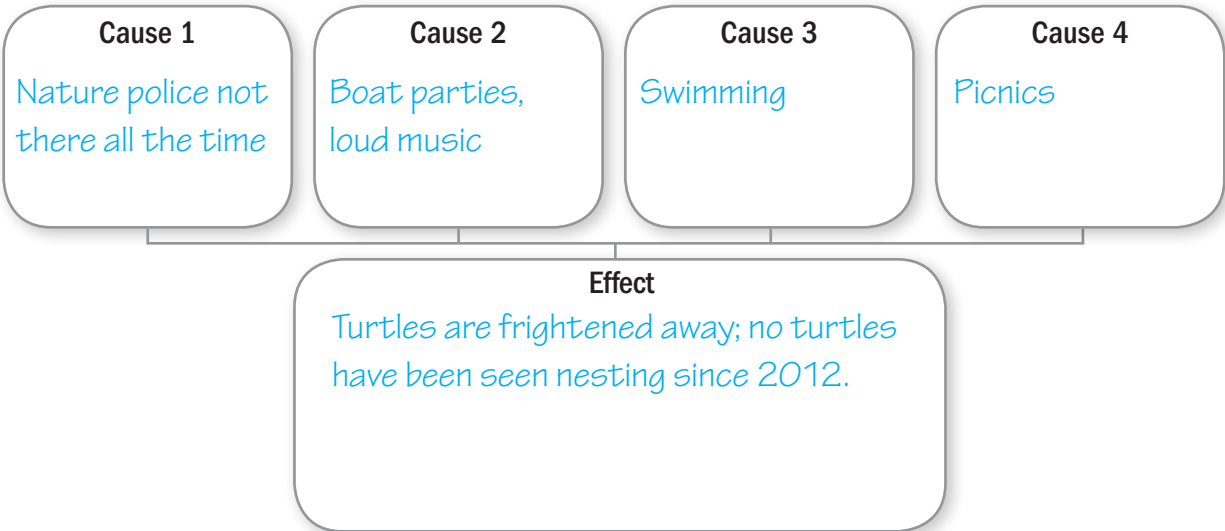 Cause 1
Nature police not
there all the time
Cause 2
Boat parties,
loud music
Cause 3
Swimming
Cause 4
Picnics
Effect
Turtles are frightened away; no turtles
have been seen nesting since 2012.